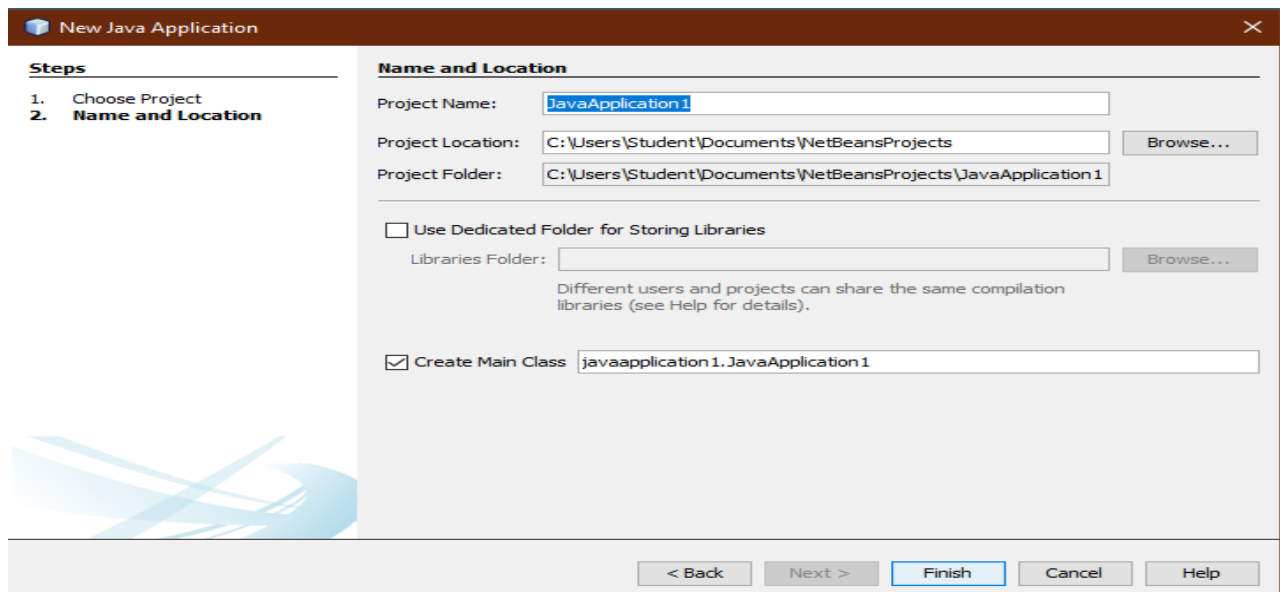 New Java Application
Steps
1. Choose Project
2. Name and Location
Name and Location
Project Name: JavaApplication1
Project Location: C:\Users\Student\Documents\NetBeansProjects Browse...
Project Folder: C:\Users\Student\Documents\NetBeansProjects\JavaApplication1
Use Dedicated Folder for Storing Libraries
Libraries Folder: Browse...
Different users and projects can share the same compilation
libraries (see Help for details).
Create Main Class javaapplication1.JavaApplication1
< Back Next > Finish Cancel Help